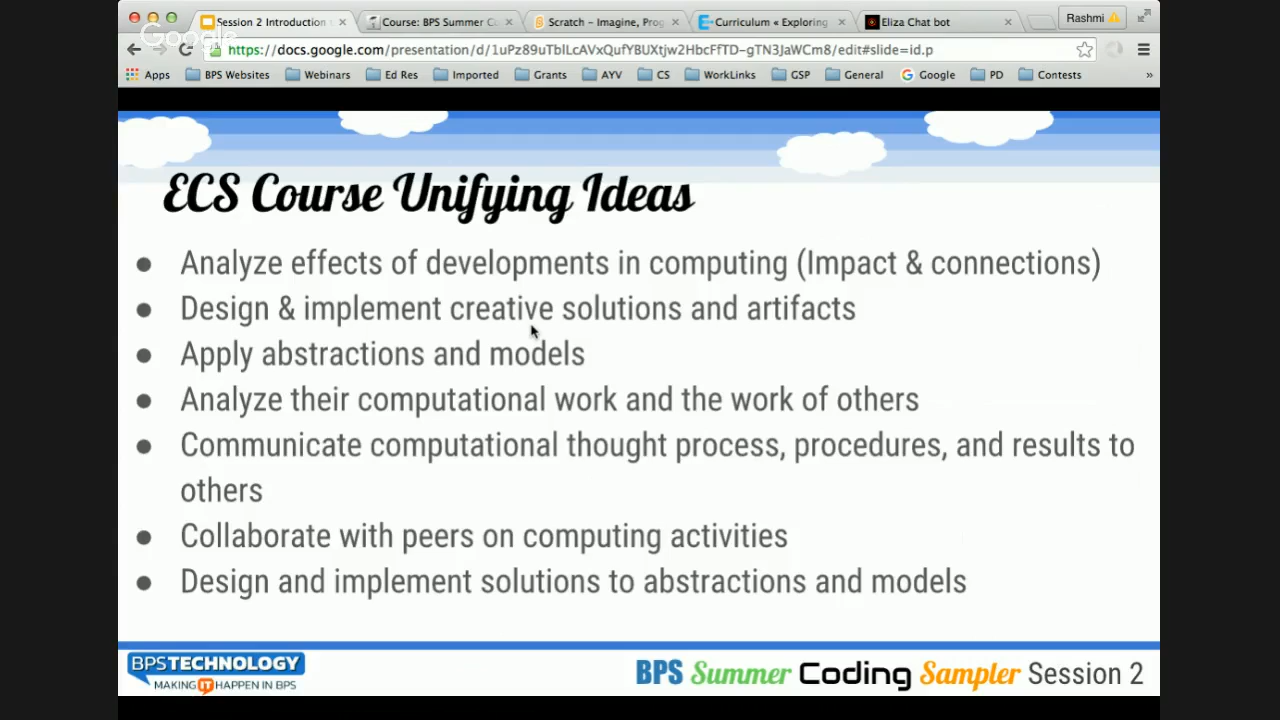 Session 2 Introduction
Course: BPS Summer C
Scratch – Imagine, Prog
Curriculum « Exploring
Eliza Chat bot
Rashmi
Google
https://docs.google.com/presentation/d/1uPz89uTblLcAVxQufYBUXtjw2HbcFfTD-gTN3JaWCm8/edit#slide=id.p
Apps BPS Websites Webinars Ed Res Imported Grants AYV CS WorkLinks GSP General Google PD Contests »
ECS Course Unifying Ideas
● Analyze effects of developments in computing (Impact & connections)
● Design & implement creative solutions and artifacts
● Apply abstractions and models
● Analyze their computational work and the work of others
● Communicate computational thought process, procedures, and results to
others
● Collaborate with peers on computing activities
● Design and implement solutions to abstractions and models
BPSTECHNOLOGY
MAKING IT HAPPEN IN BPS
BPS Summer Coding Sampler Session 2